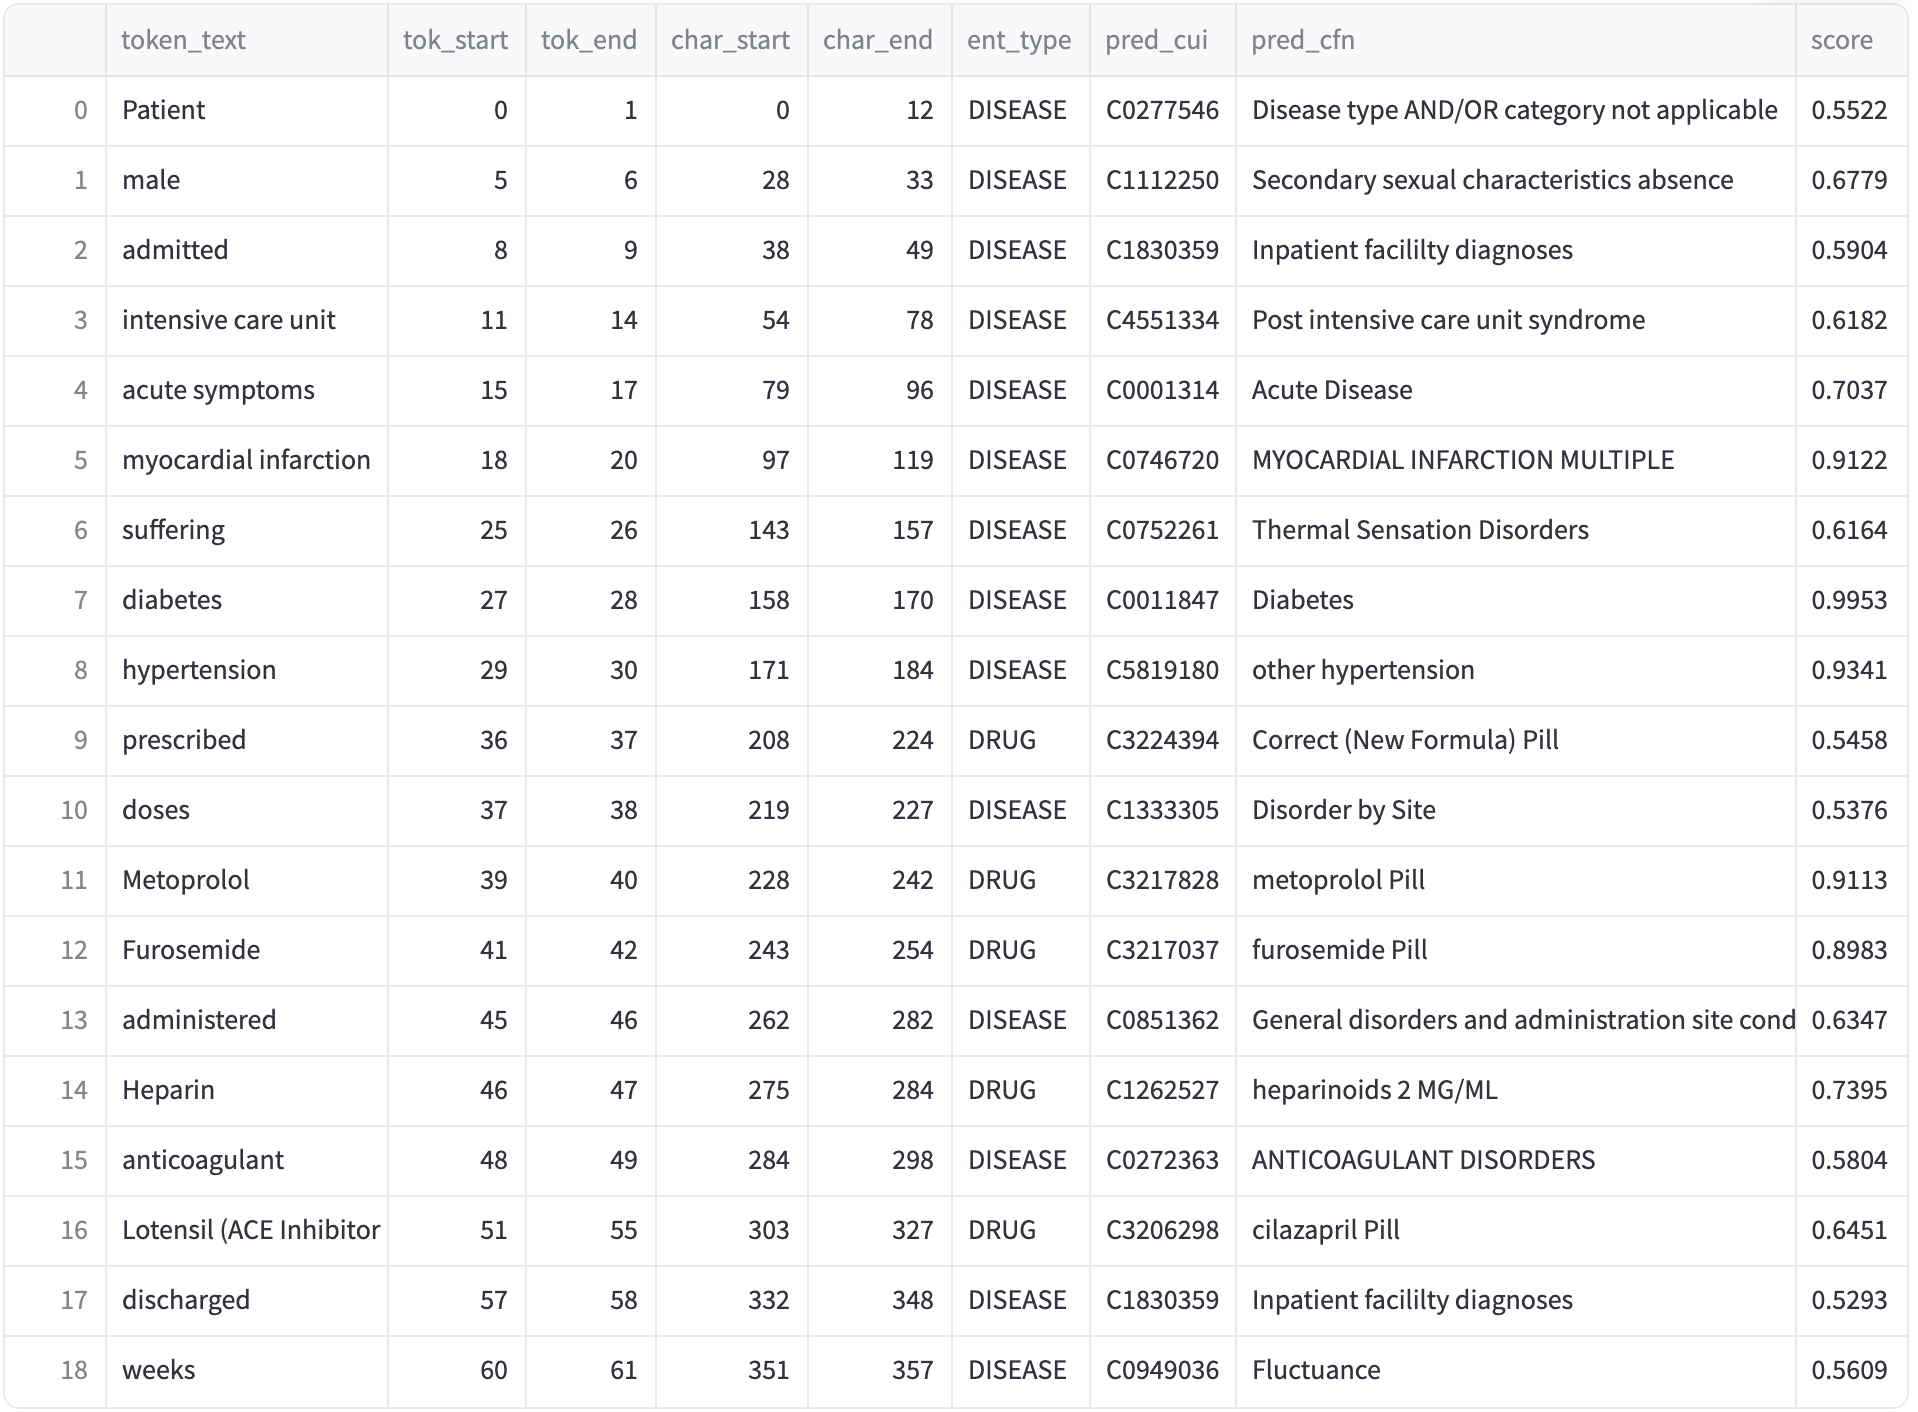 token_text tok_start tok_end char_start char_end ent_type pred_cui pred_cfn score
0 Patient 0 1 0 12 DISEASE C0277546 Disease type AND/OR category not applicable 0.5522
1 male 5 6 28 33 DISEASE C1112250 Secondary sexual characteristics absence 0.6779
2 admitted 8 9 38 49 DISEASE C1830359 Inpatient facililty diagnoses 0.5904
3 intensive care unit 11 14 54 78 DISEASE C4551334 Post intensive care unit syndrome 0.6182
4 acute symptoms 15 17 79 96 DISEASE C0001314 Acute Disease 0.7037
5 myocardial infarction 18 20 97 119 DISEASE C0746720 MYOCARDIAL INFARCTION MULTIPLE 0.9122
6 suffering 25 26 143 157 DISEASE C0752261 Thermal Sensation Disorders 0.6164
7 diabetes 27 28 158 170 DISEASE C0011847 Diabetes 0.9953
8 hypertension 29 30 171 184 DISEASE C5819180 other hypertension 0.9341
9 prescribed 36 37 208 224 DRUG C3224394 Correct (New Formula) Pill 0.5458
10 doses 37 38 219 227 DISEASE C1333305 Disorder by Site 0.5376
11 Metoprolol 39 40 228 242 DRUG C3217828 metoprolol Pill 0.9113
12 Furosemide 41 42 243 254 DRUG C3217037 furosemide Pill 0.8983
13 administered 45 46 262 282 DISEASE C0851362 General disorders and administration site cond 0.6347
14 Heparin 46 47 275 284 DRUG C1262527 heparinoids 2 MG/ML 0.7395
15 anticoagulant 48 49 284 298 DISEASE C0272363 ANTICOAGULANT DISORDERS 0.5804
16 Lotensil (ACE Inhibitor 51 55 303 327 DRUG C3206298 cilazapril Pill 0.6451
17 discharged 57 58 332 348 DISEASE C1830359 Inpatient facililty diagnoses 0.5293
18 weeks 60 61 351 357 DISEASE C0949036 Fluctuance 0.5609